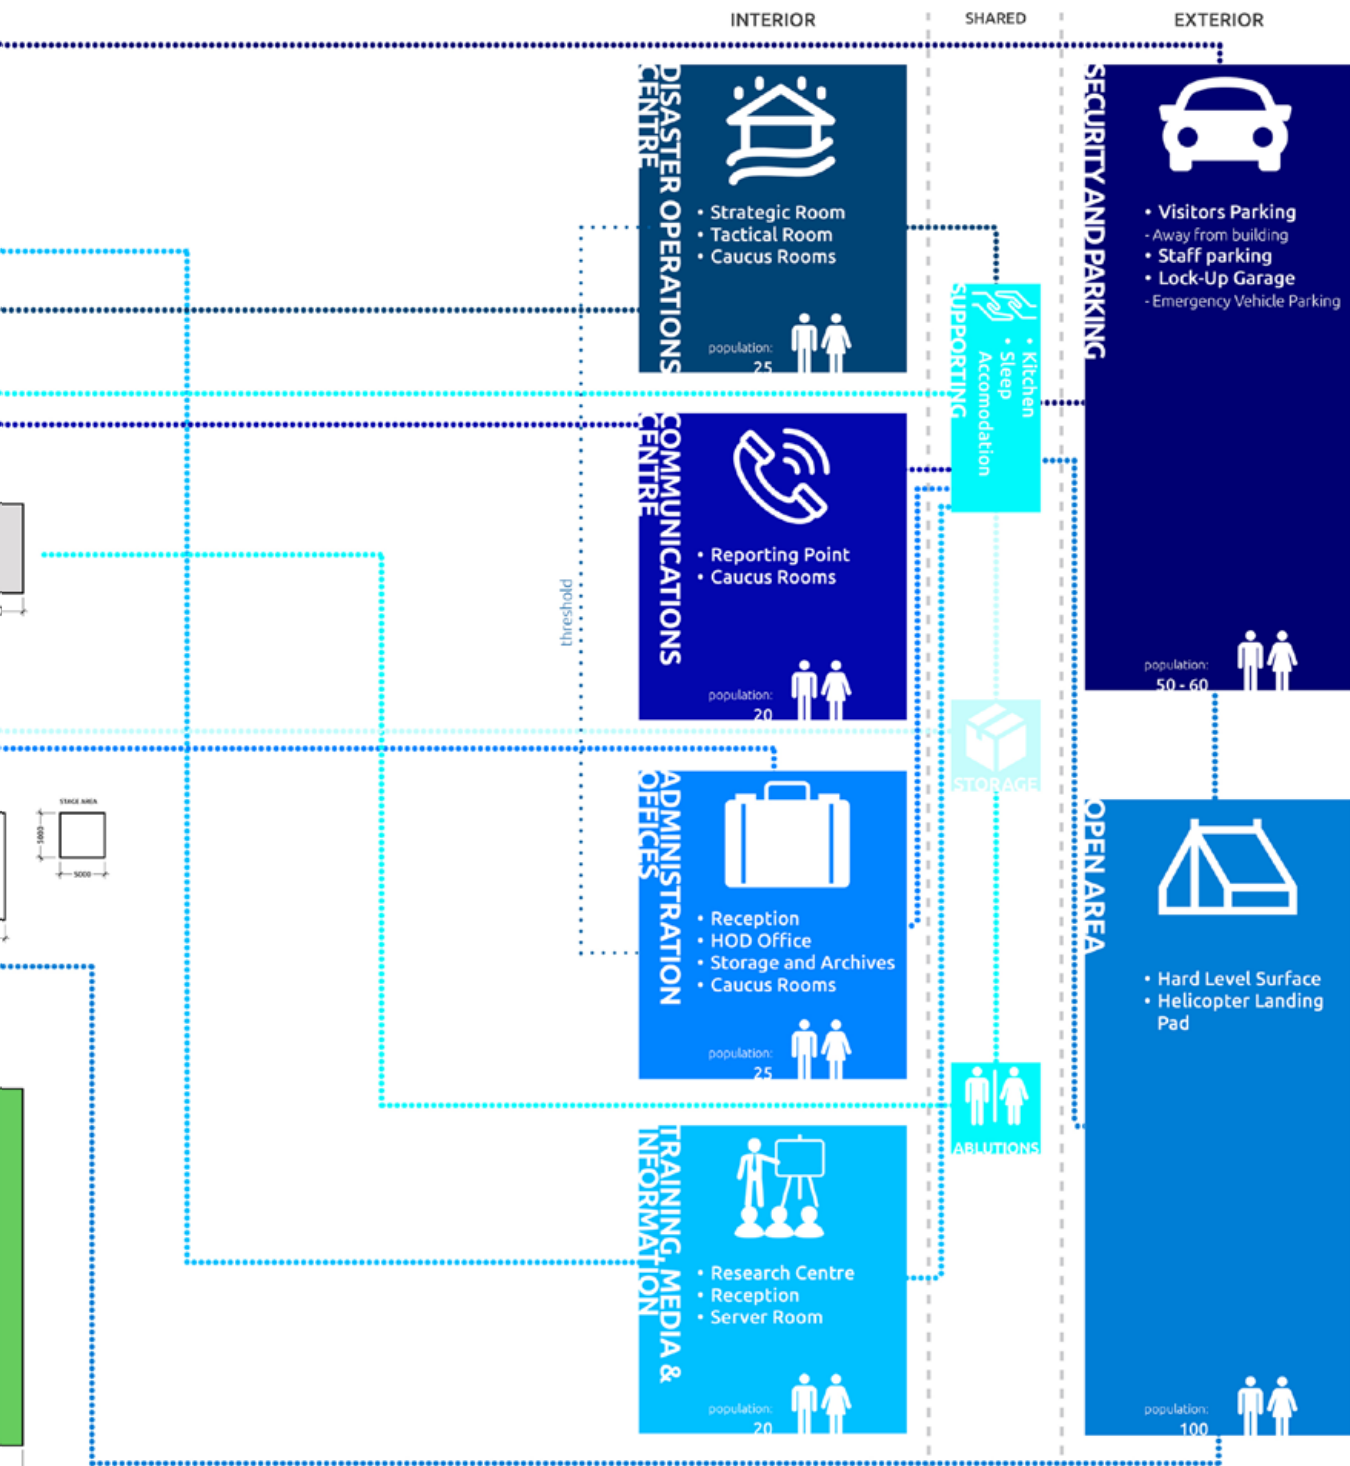 INTERIOR
SHARED
EXTERIOR
DISASTER OPERATIONS
CENTRE
• Strategic Room
• Tactical Room
• Caucus Rooms
population:
25
COMMUNICATIONS
CENTRE
• Reporting Point
• Caucus Rooms
population:
20
ADMINISTRATION
OFFICES
• Reception
• HOD Office
• Storage and Archives
• Caucus Rooms
population:
25
TRAINING, MEDIA &
INFORMATION
• Research Centre
• Reception
• Server Room
population:
20
threshold
SUPPORTING
• Kitchen
• Sleep
Accomodation
STORAGE
ABLUTIONS
SECURITY AND PARKING
• Visitors Parking
- Away from building
• Staff parking
• Lock-Up Garage
- Emergency Vehicle Parking
population:
50 - 60
OPEN AREA
• Hard Level Surface
• Helicopter Landing
Pad
population:
100
STAGE AREA
5000
5000